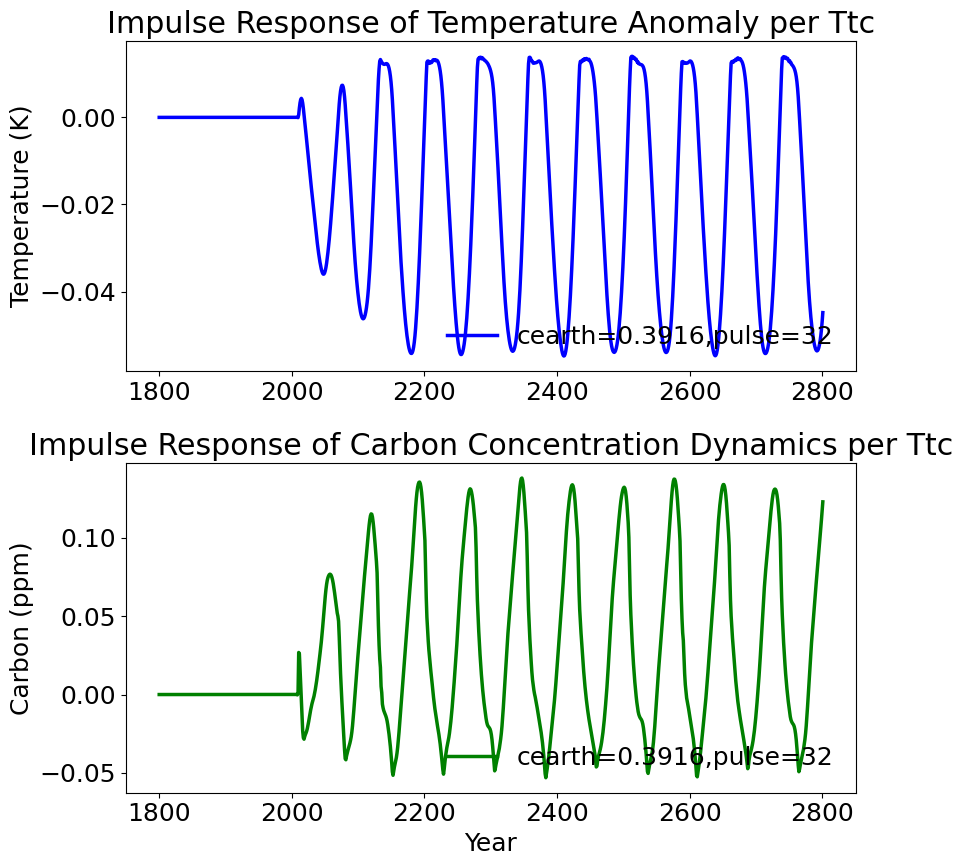 Impulse Response of Temperature Anomaly per Ttc
Temperature (K)
0.00
−0.02
−0.04
cearth=0.3916,pulse=32
1800 2000 2200 2400 2600 2800
Impulse Response of Carbon Concentration Dynamics per Ttc
Carbon (ppm)
0.10
0.05
0.00
−0.05
cearth=0.3916,pulse=32
1800 2000 2200 2400 2600 2800
Year